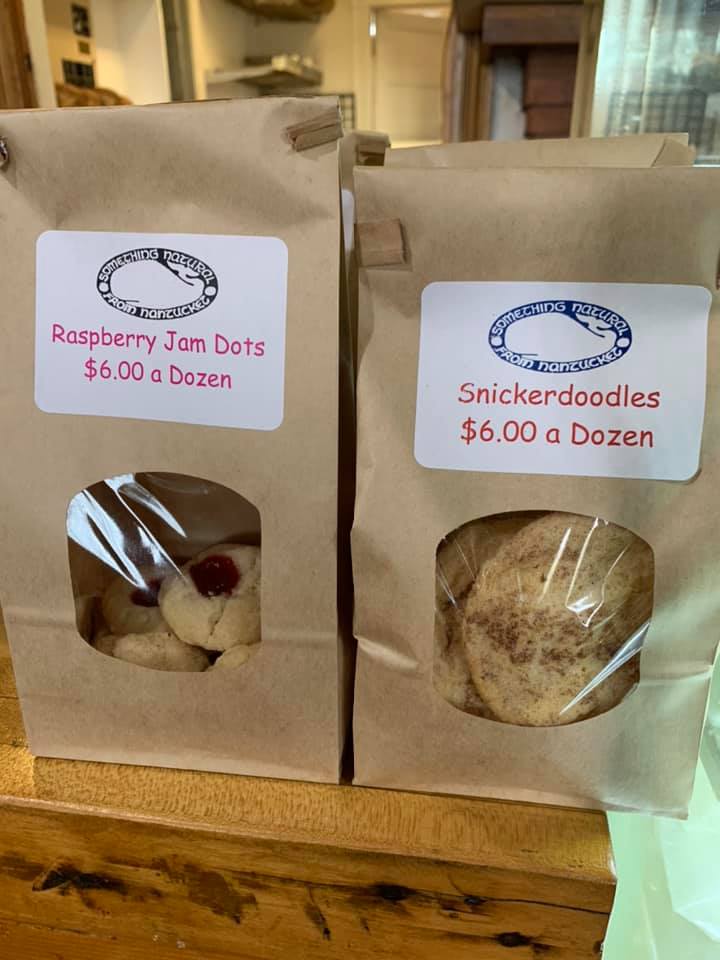 SOMETHING NATURAL
FROM NANTUCKET
Raspberry Jam Dots
$6.00 a Dozen
SOMETHING NATURAL
FROM NANTUCKET
Snickerdoodles
$6.00 a Dozen